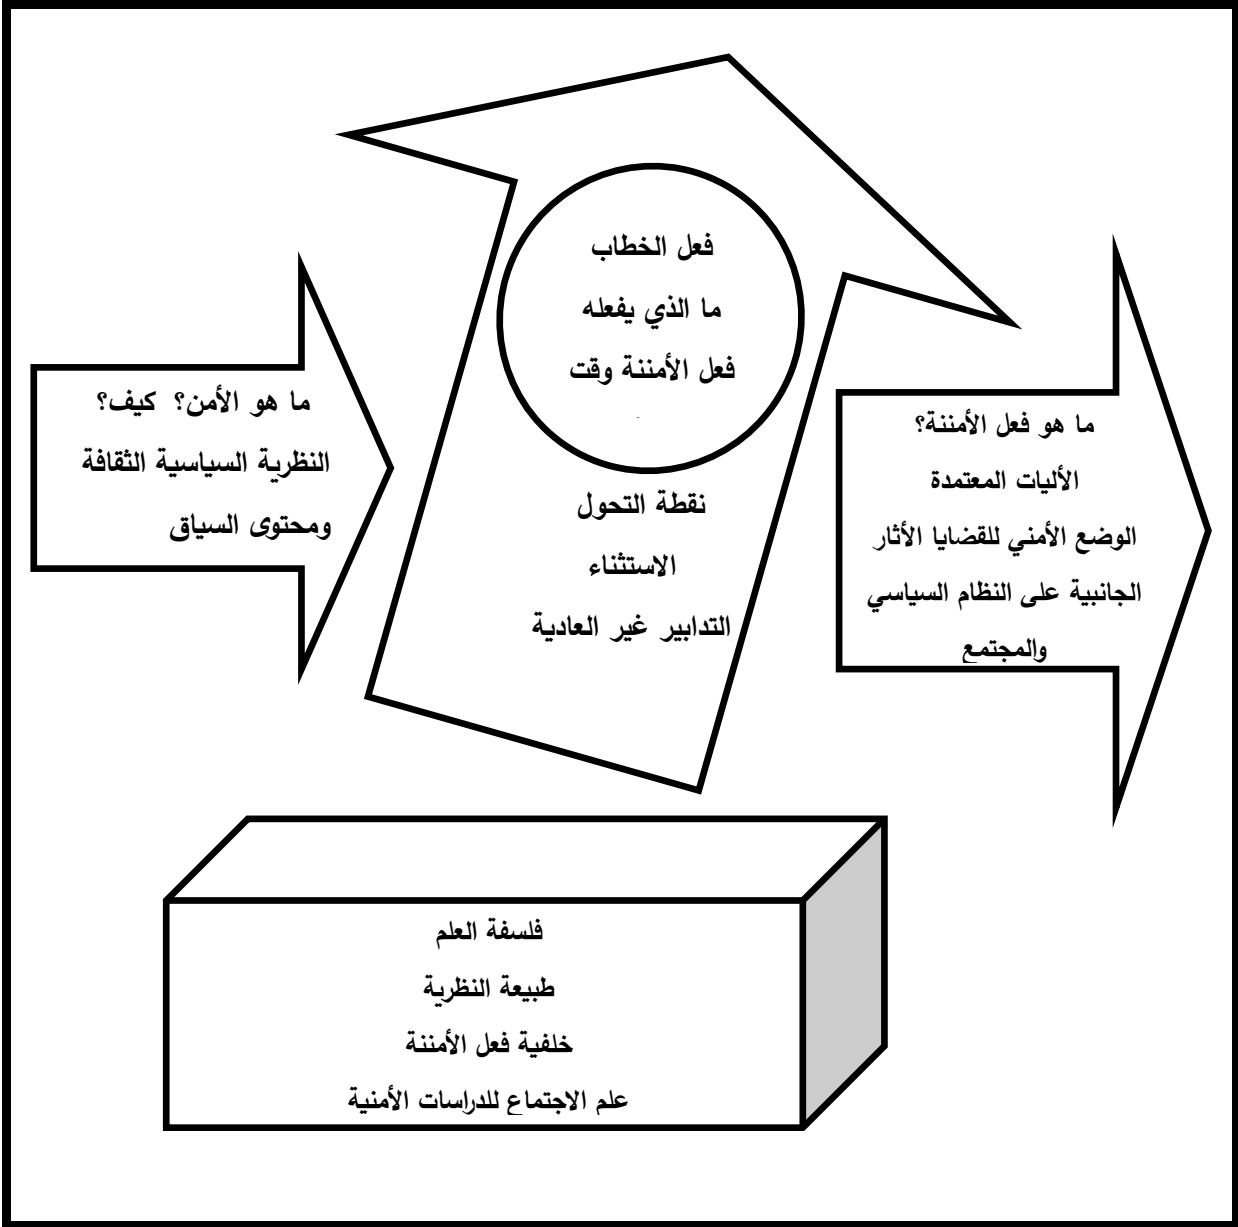 فعل الخطاب
ما الذي يفعله
فعل الأمننة وقت
نقطة التحول
الاستثناء
التدابير غير العادية
ما هو الأمن؟ كيف؟
النظرية السياسية الثقافة
ومحتوى السياق
ما هو فعل الأمننة؟
الأليات المعتمدة
الوضع الأمني للقضايا الأثار
الجانبية على النظام السياسي
والمجتمع
فلسفة العلم
طبيعة النظرية
خلفية فعل الأمننة
علم الاجتماع للدراسات الأمنية